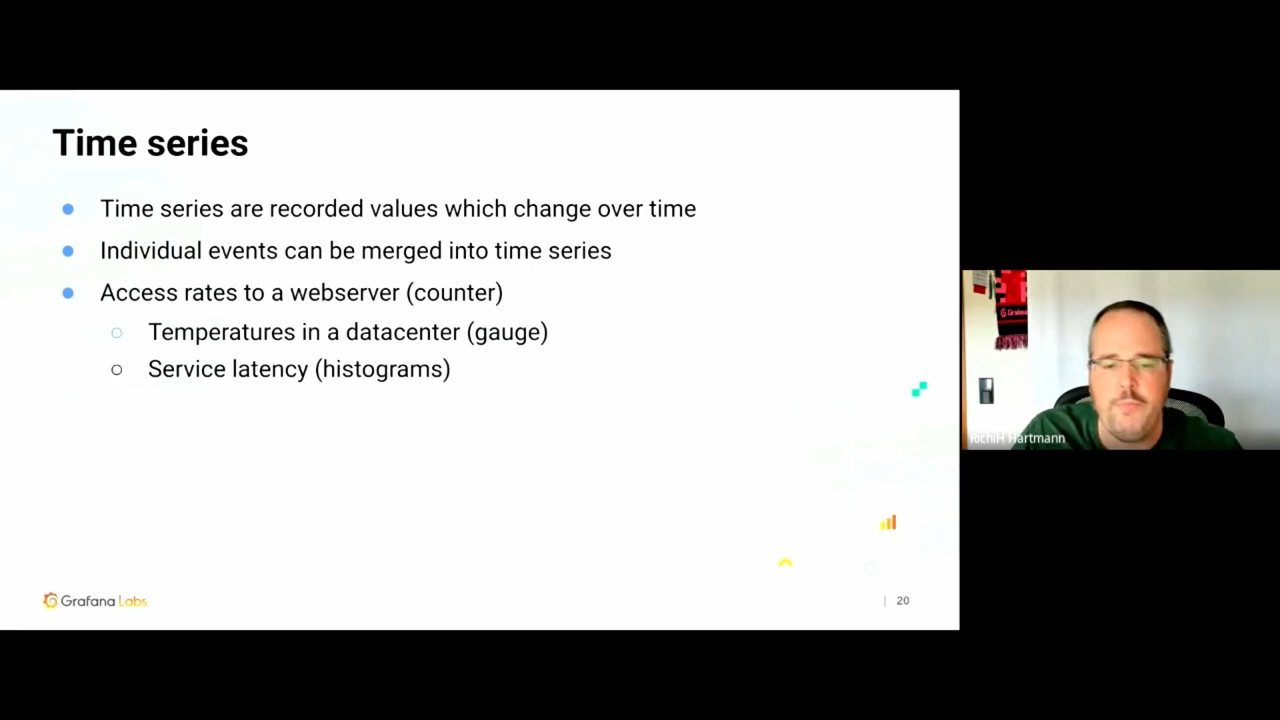 Time series
Time series are recorded values which change over time
Individual events can be merged into time series
Access rates to a webserver (counter)
Temperatures in a datacenter (gauge)
Service latency (histograms)
Grafana Labs
| 20
RichiH Hartmann